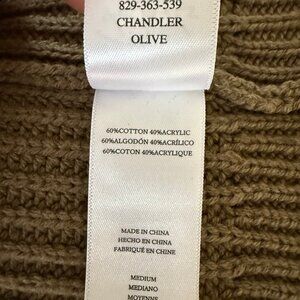 829-363-539
CHANDLER
OLIVE
60%COTTON 40%ACRYLIC
60%ALGODÓN 40%ACRÍLICO
60%COTON 40%ACRYLIQUE
MADE IN CHINA
HECHO EN CHINA
FABRIQUÉ EN CHINE
MEDIUM
MEDIANO
MOYENNE